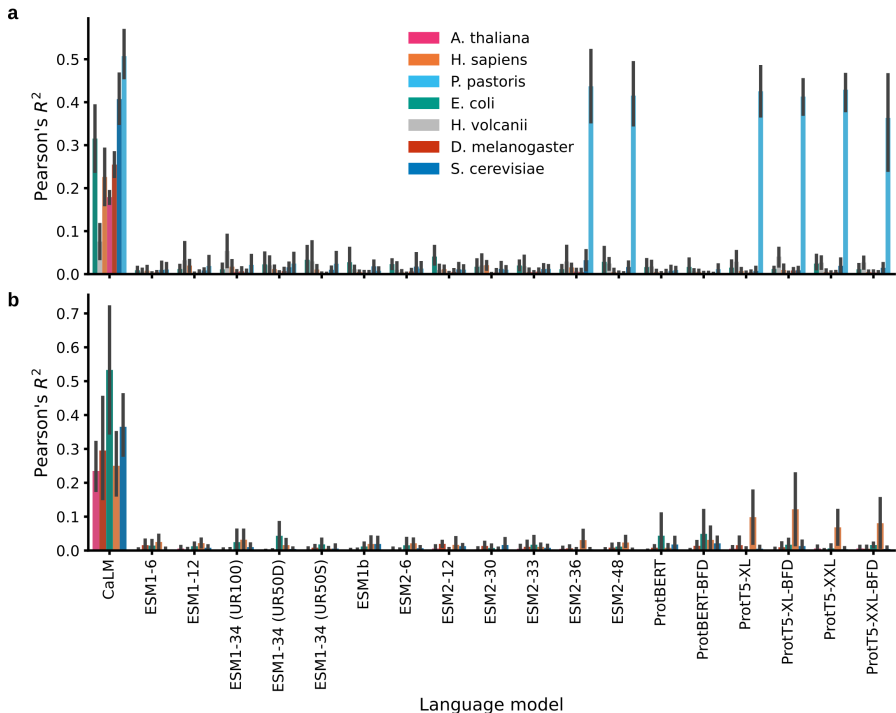 a
Pearson's R²
0.5
0.4
0.3
0.2
0.1
0.0
A. thaliana
H. sapiens
P. pastoris
E. coli
H. volcanii
D. melanogaster
S. cerevisiae
b
Pearson's R²
0.7
0.6
0.5
0.4
0.3
0.2
0.1
0.0
CaLM
ESM1-6
ESM1-12
ESM1-34 (UR100)
ESM1-34 (UR50D)
ESM1-34 (UR50S)
ESM1b
ESM2-6
ESM2-12
ESM2-30
ESM2-33
ESM2-36
ESM2-48
ProtBERT
ProtBERT-BFD
ProtT5-XL
ProtT5-XL-BFD
ProtT5-XXL
ProtT5-XXL-BFD
Language model